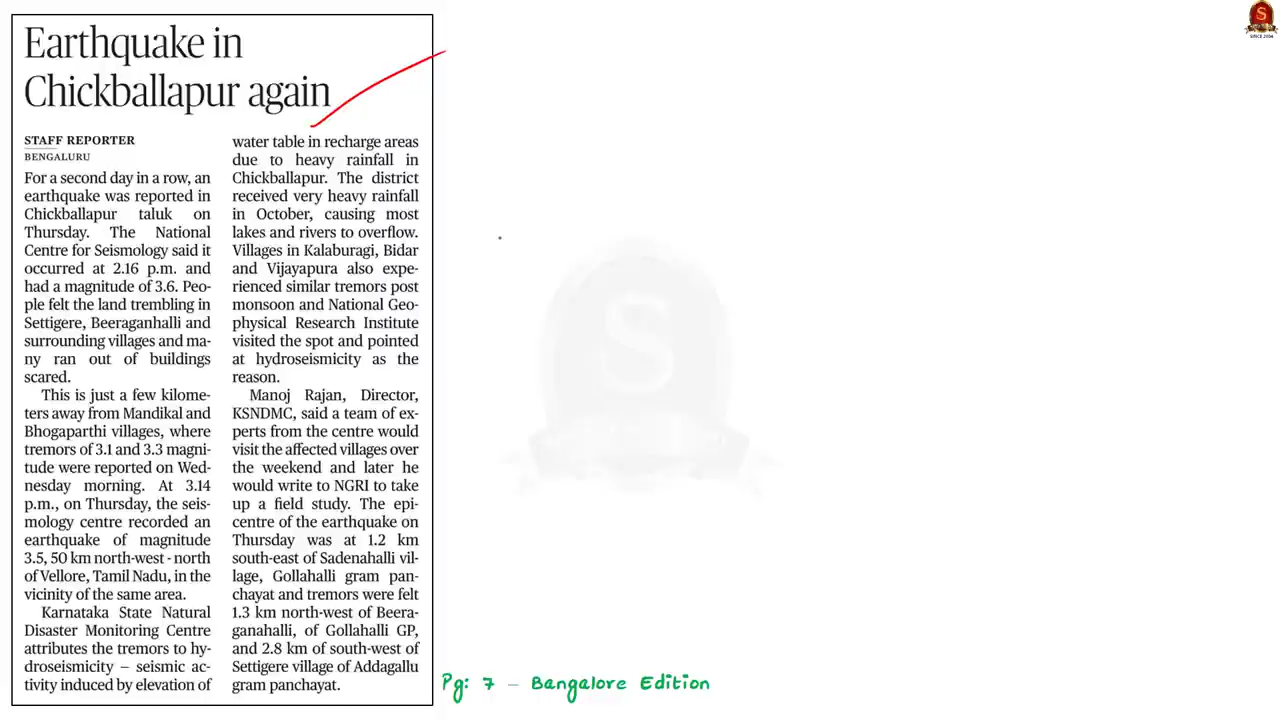 Earthquake in
Chickballapur again
STAFF REPORTER
BENGALURU
For a second day in a row, an
earthquake was reported in
Chickballapur taluk on
Thursday. The National
Centre for Seismology said it
occurred at 2.16 p.m. and
had a magnitude of 3.6. Peo-
ple felt the land trembling in
Settigere, Beeraganhalli and
surrounding villages and ma-
ny ran out of buildings
scared.
This is just a few kilome-
ters away from Mandikal and
Bhogaparthi villages, where
tremors of 3.1 and 3.3 magni-
tude were reported on Wed-
nesday morning. At 3.14
p.m., on Thursday, the seis-
mology centre recorded an
earthquake of magnitude
3.5, 50 km north-west - north
of Vellore, Tamil Nadu, in the
vicinity of the same area.
Karnataka State Natural
Disaster Monitoring Centre
attributes the tremors to hy-
droseismicity – seismic ac-
tivity induced by elevation of
water table in recharge areas
due to heavy rainfall in
Chickballapur. The district
received very heavy rainfall
in October, causing most
lakes and rivers to overflow.
Villages in Kalaburagi, Bidar
and Vijayapura also expe-
rienced similar tremors post
monsoon and National Geo-
physical Research Institute
visited the spot and pointed
at hydroseismicity as the
reason.
Manoj Rajan, Director,
KSNDMC, said a team of ex-
perts from the centre would
visit the affected villages over
the weekend and later he
would write to NGRI to take
up a field study. The epi-
centre of the earthquake on
Thursday was at 1.2 km
south-east of Sadenahalli vil-
lage, Gollahalli gram pan-
chayat and tremors were felt
1.3 km north-west of Beera-
ganahalli, of Gollahalli GP,
and 2.8 km of south-west of
Settigere village of Addagallu
gram panchayat.
Pg: 7 – Bangalore Edition
S
SINCE 2004
S